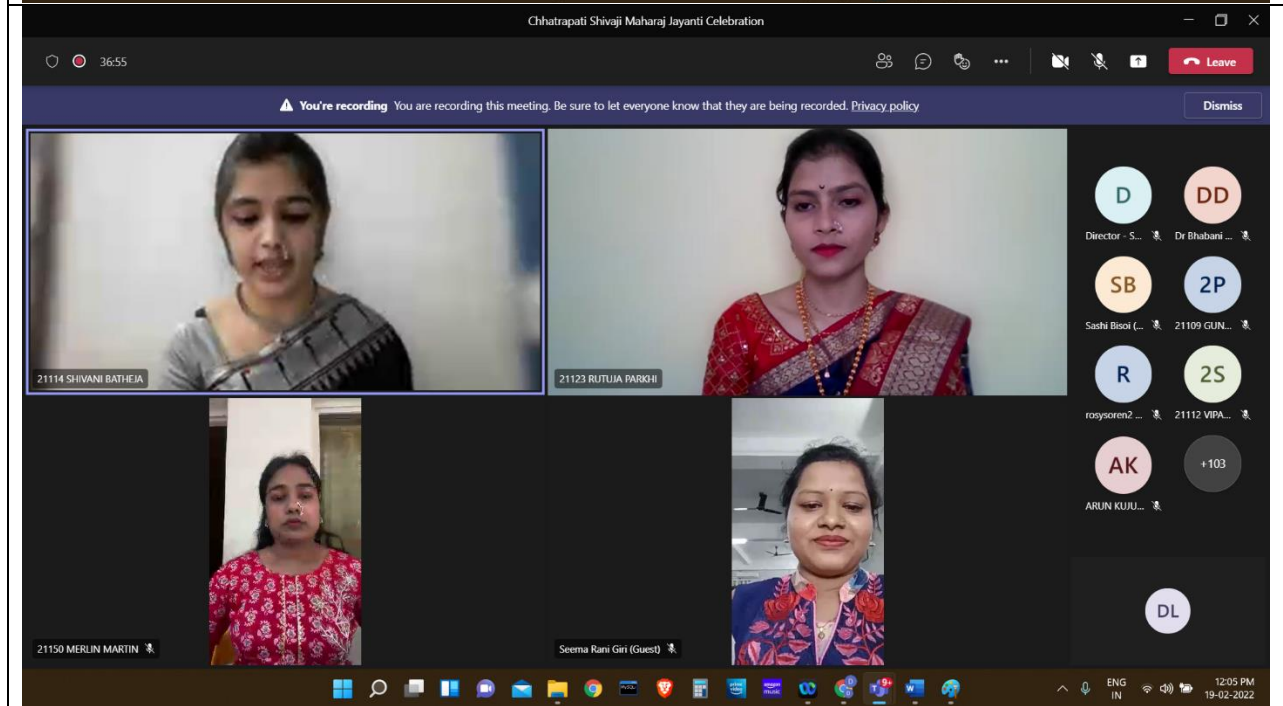 Chhatrapati Shivaji Maharaj Jayanti Celebration
36:55
Leave
You're recording You are recording this meeting. Be sure to let everyone know that they are being recorded. Privacy policy
Dismiss
21114 SHIVANI BATHEJA
21123 RUTUJA PARKHI
21150 MERLIN MARTIN
Seema Rani Giri (Guest)
D
DD
Director - S...
Dr Bhabani ...
SB
2P
Sashi Bisoi (...
21109 GUN...
R
2S
rosysoren2 ...
21112 VIPA...
AK
+103
ARUN KUJU...
DL
ENG
IN
12:05 PM
19-02-2022